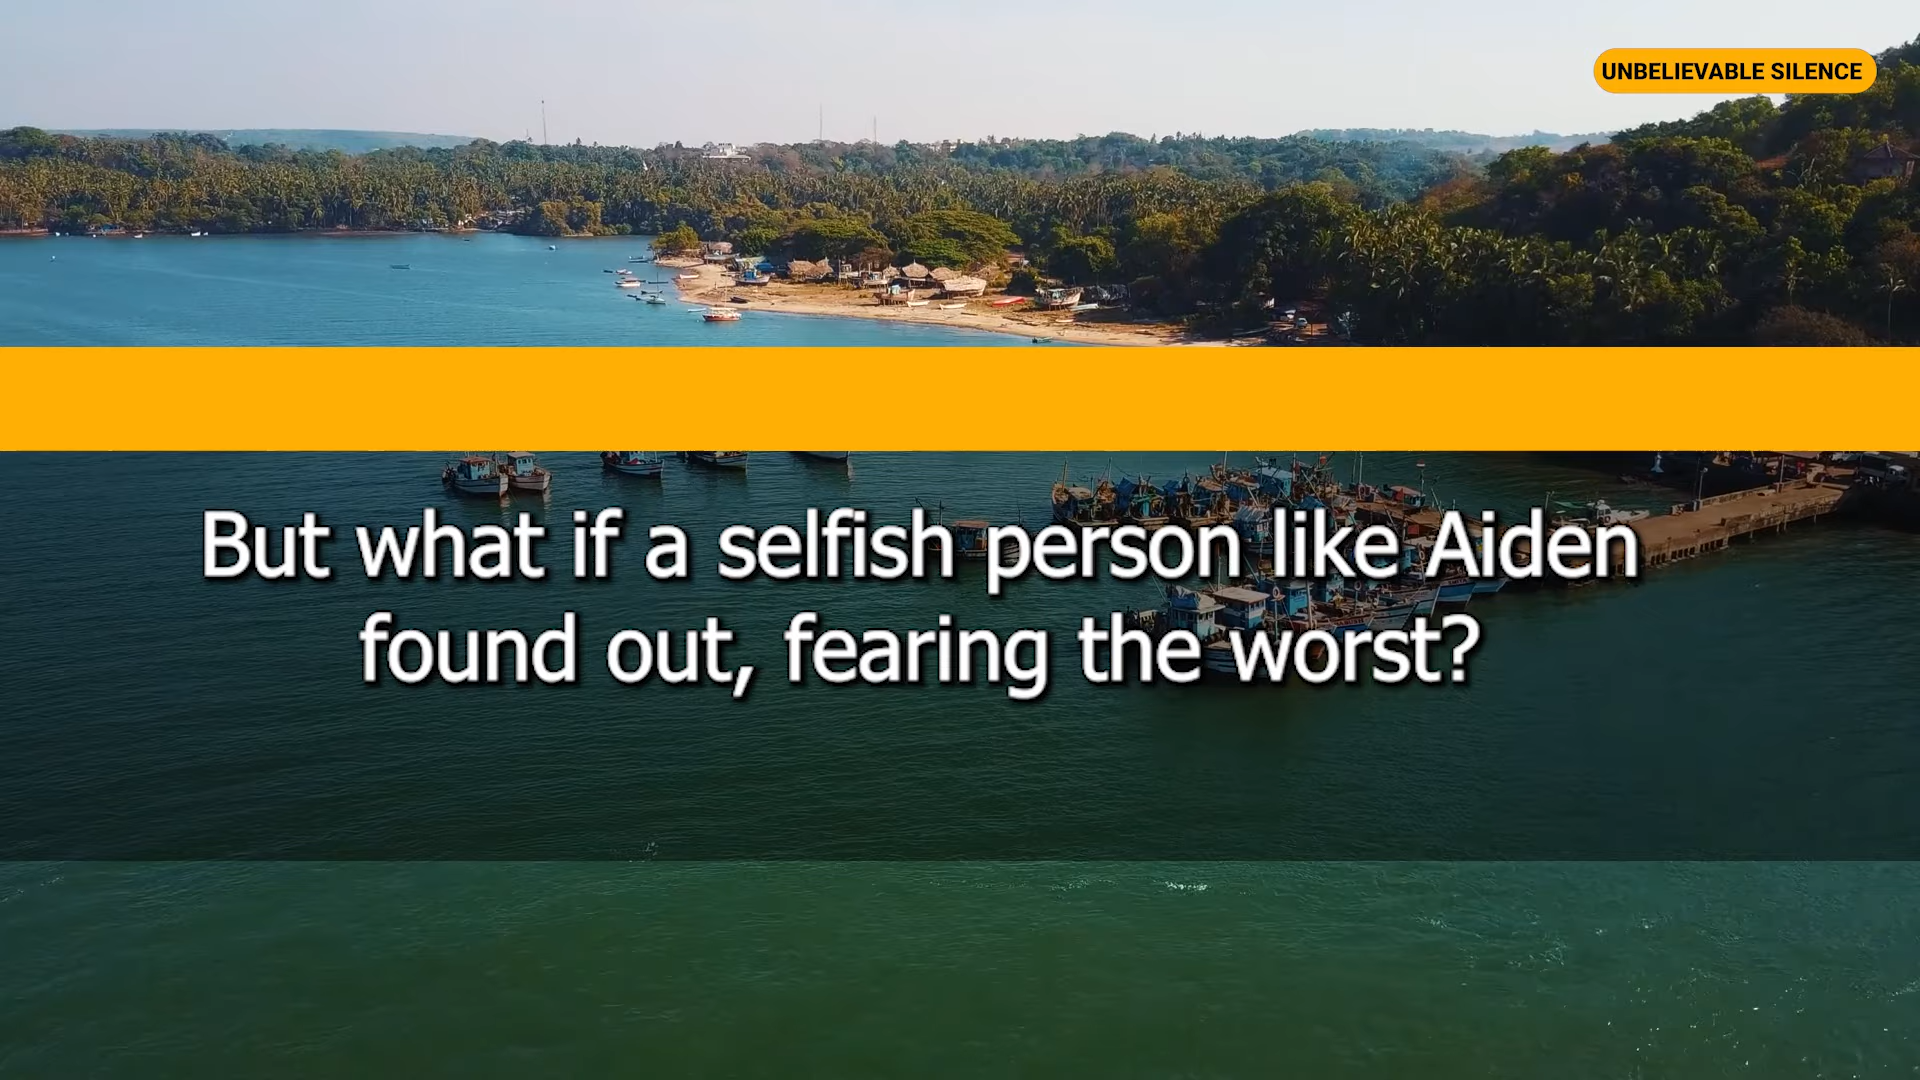 UNBELIEVABLE SILENCE
But what if a selfish person like Aiden
found out, fearing the worst?